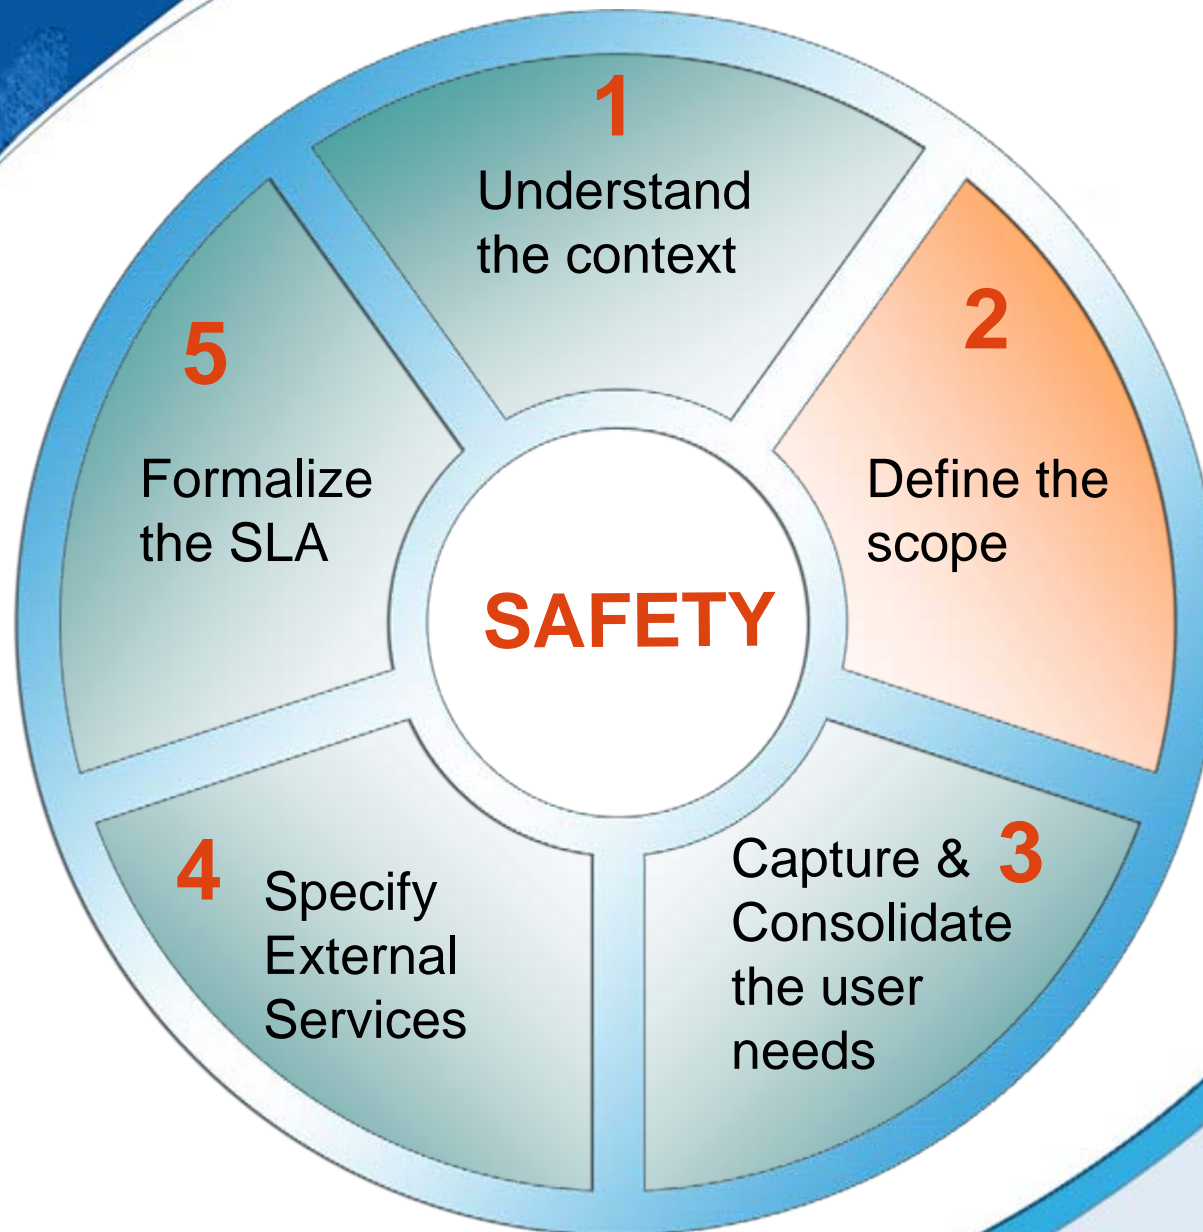 1
Understand
the context
2
Define the
scope
3
Capture &
Consolidate
the user
needs
4
Specify
External
Services
5
Formalize
the SLA
SAFETY